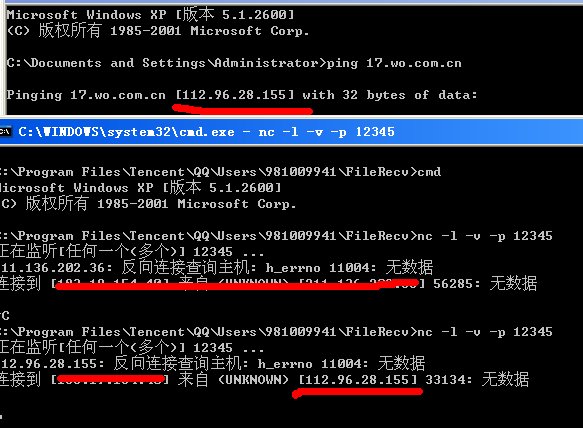 Microsoft Windows XP [版本 5.1.2600]
(C) 版权所有 1985-2001 Microsoft Corp.
C:\Documents and Settings\Administrator>ping 17.wo.com.cn
Pinging 17.wo.com.cn [112.96.28.155] with 32 bytes of data:
C:\WINDOWS\system32\cmd.exe - nc -l -v -p 12345
:\Program Files\Tencent\QQ\Users\981009941\FileRecv>cmd
Microsoft Windows XP [版本 5.1.2600]
(C) 版权所有 1985-2001 Microsoft Corp.
:\Program Files\Tencent\QQ\Users\981009941\FileRecv>nc -l -v -p 12345
正在监听[任何一个(多个)] 12345 ...
11.136.202.36: 反向连接查询主机: h_errno 11004: 无数据
连接到 来自 (UNKNOWN) 56285: 无数据
^C
:\Program Files\Tencent\QQ\Users\981009941\FileRecv>nc -l -v -p 12345
正在监听[任何一个(多个)] 12345 ...
12.96.28.155: 反向连接查询主机: h_errno 11004: 无数据
连接到 来自 (UNKNOWN) [112.96.28.155] 33134: 无数据